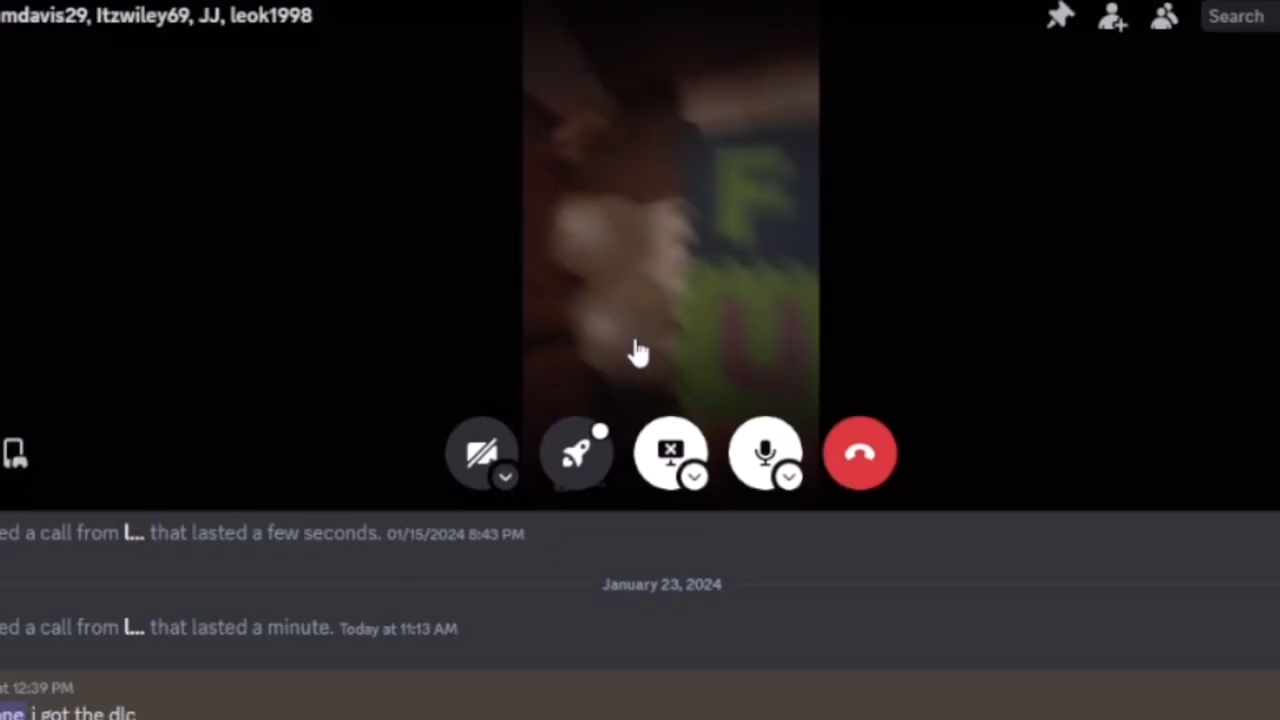 mdavis29, Itzwiley69, JJ, leok1998
Search
F
U
ed a call from l... that lasted a few seconds. 01/15/2024 8:43 PM
January 23, 2024
ed a call from l... that lasted a minute. Today at 11:13 AM
at 12:39 PM
one i got the dlc